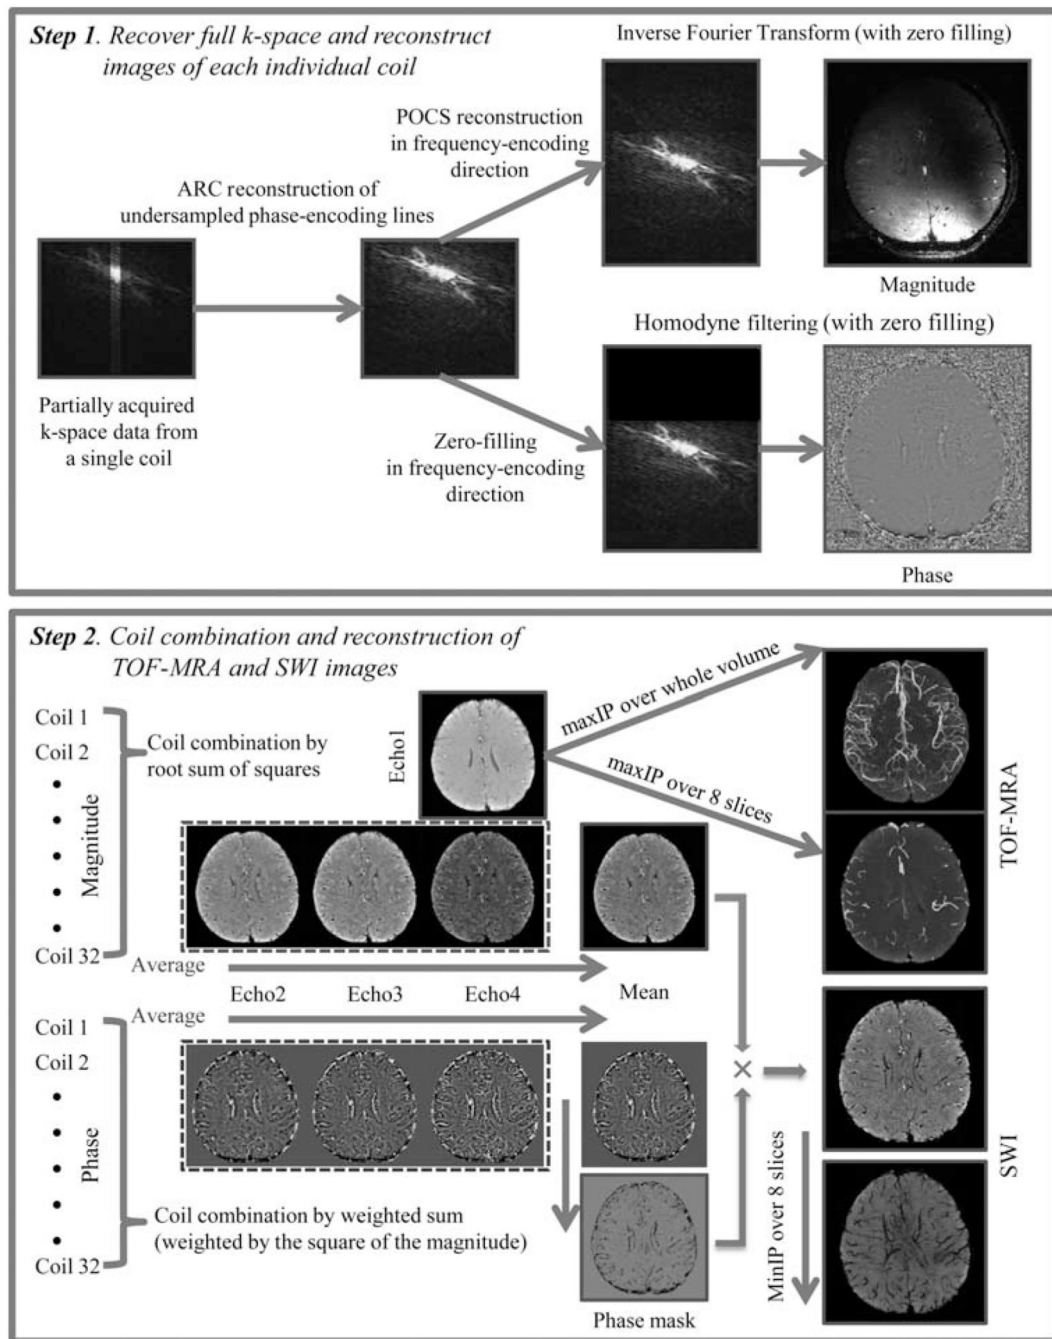 Step 1. Recover full k-space and reconstruct
images of each individual coil
Inverse Fourier Transform (with zero filling)
POCS reconstruction
in frequency-encoding
direction
ARC reconstruction of
undersampled phase-encoding lines
Magnitude
Homodyne filtering (with zero filling)
Partially acquired
k-space data from
a single coil
Zero-filling
in frequency-encoding
direction
Phase
Step 2. Coil combination and reconstruction of
TOF-MRA and SWI images
Coil 1
Coil 2
Magnitude
Coil 32
Coil combination by
root sum of squares
Echo1
maxIP over whole volume
maxIP over 8 slices
TOF-MRA
Average
Echo2
Echo3
Echo4
Mean
Average
Coil 1
Coil 2
Phase
Coil 32
Coil combination by weighted sum
(weighted by the square of the magnitude)
Phase mask
×
MinIP over 8 slices
SWI